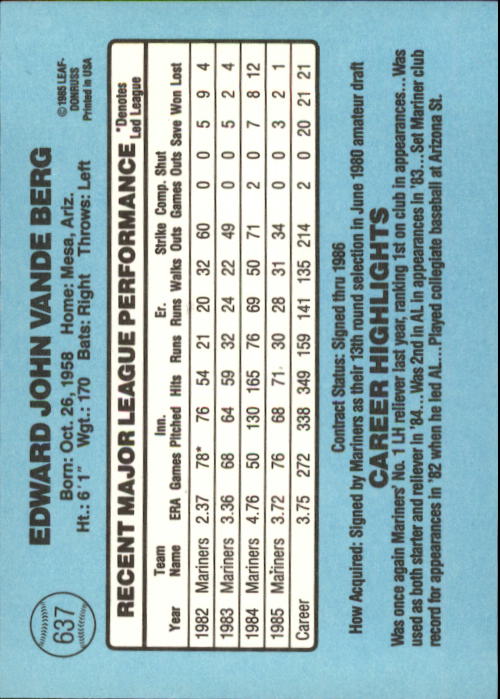 637
EDWARD JOHN VANDE BERG
©1985 LEAF-
DONRUSS
Printed in USA
Born: Oct. 26, 1958 Home: Mesa, Ariz.
Ht.: 6'1" Wgt.: 170 Bats: Right Throws: Left
RECENT MAJOR LEAGUE PERFORMANCE *Denotes
Led League
Team Inn. Er. Strike Comp. Shut
Year Name ERA Games Pitched Hits Runs Runs Walks Outs Games Outs Save Won Lost
1982 Mariners 2.37 78* 76 54 21 20 32 60 0 0 5 9 4
1983 Mariners 3.36 68 64 59 32 24 22 49 0 0 5 2 4
1984 Mariners 4.76 50 130 165 76 69 50 71 2 0 7 8 12
1985 Mariners 3.72 76 68 71 30 28 31 34 0 0 3 2 1
Career 3.75 272 338 349 159 141 135 214 2 0 20 21 21
Contract Status: Signed thru 1986
How Acquired: Signed by Mariners as their 13th round selection in June 1980 amateur draft
CAREER HIGHLIGHTS
Was once again Mariners' No. 1 LH reliever last year, ranking 1st on club in appearances...Was
used as both starter and reliever in '84...Was 2nd in AL in appearances in '83...Set Mariner club
record for appearances in '82 when he led AL...Played collegiate baseball at Arizona St.